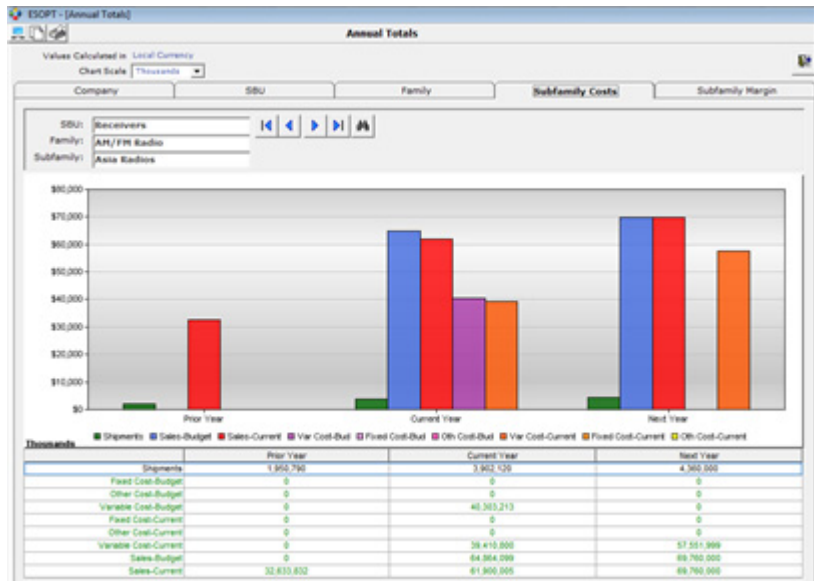 ESOPT - [Annual Totals]
Annual Totals
Values Calculated in Local Currency
Chart Scale Thousands
Company SBU Family Subfamily Costs Subfamily Margin
SBU: Receivers
Family: AM/FM Radio
Subfamily: Asia Radios
$80,000
$70,000
$60,000
$50,000
$40,000
$30,000
$20,000
$10,000
$0
Prior Year Current Year Next Year
Shipments Sales-Budget Sales-Current Var Cost-Bud Fixed Cost-Bud Oth Cost-Bud Var Cost-Current Fixed Cost-Current Oth Cost-Current
Thousands
Prior Year Current Year Next Year
Shipments 1,950,790 3,902,120 4,360,000
Fixed Cost-Budget 0 0 0
Other Cost-Budget 0 0 0
Variable Cost-Budget 0 40,303,213 0
Fixed Cost-Current 0 0 0
Other Cost-Current 0 0 0
Variable Cost-Current 0 39,410,800 57,551,999
Sales-Budget 0 64,864,099 69,760,000
Sales-Current 32,633,832 61,900,005 69,760,000